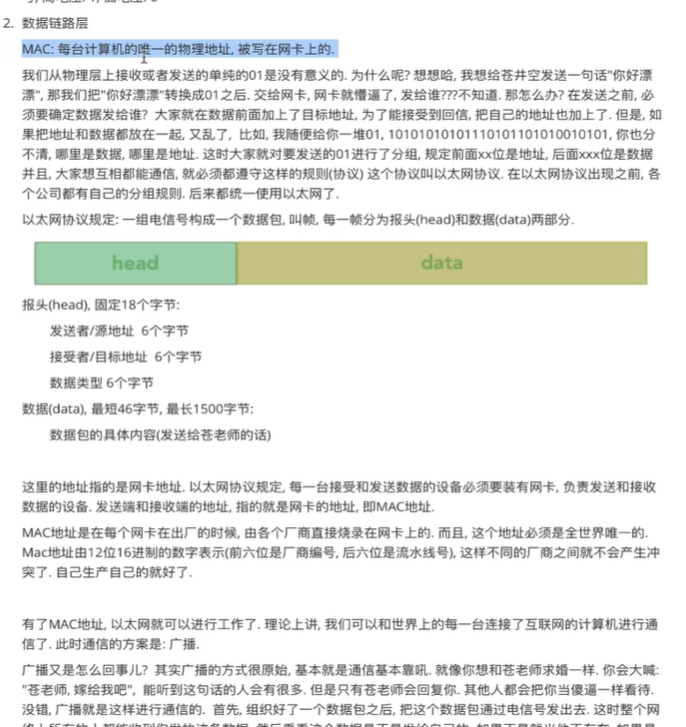 2. 数据链路层
MAC: 每台计算机的唯一的物理地址, 被写在网卡上的.
我们从物理层上接收或者发送的单纯的01是没有意义的. 为什么呢? 想想哈, 我想给苍井空发送一句话"你好漂
漂", 那我们把"你好漂漂"转换成01之后. 交给网卡, 网卡就懵逼了, 发给谁???不知道. 那怎么办? 在发送之前, 必
须要确定数据发给谁? 大家就在数据前面加上了目标地址, 为了能接受到回信, 把自己的地址也加上了. 但是, 如
果把地址和数据都放在一起, 又乱了, 比如, 我随便给你一堆01, 10101010101110101101101010010101, 你也分
不清, 哪里是数据, 哪里是地址. 这时大家就对要发送的01进行了分组, 规定前面xx位是地址, 后面xxx位是数据
并且, 大家想互相都能通信, 就必须都遵守这样的规则(协议) 这个协议叫以太网协议. 在以太网协议出现之前, 各
个公司都有自己的分组规则. 后来都统一使用以太网了.
以太网协议规定: 一组电信号构成一个数据包, 叫帧, 每一帧分为报头(head)和数据(data)两部分.
head data
报头(head), 固定18个字节:
发送者/源地址 6个字节
接受者/目标地址 6个字节
数据类型 6个字节
数据(data), 最短46字节, 最长1500字节:
数据包的具体内容(发送给苍老师的话)
这里的地址指的是网卡地址. 以太网协议规定, 每一台接受和发送数据的设备必须要装有网卡, 负责发送和接收
数据的设备. 发送端和接收端的地址, 指的就是网卡的地址, 即MAC地址.
MAC地址是在每个网卡在出厂的时候, 由各个厂商直接烧录在网卡上的. 而且, 这个地址必须是全世界唯一的.
Mac地址由12位16进制的数字表示(前六位是厂商编号, 后六位是流水线号), 这样不同的厂商之间就不会产生冲
突了. 自己生产自己的就好了.
有了MAC地址, 以太网就可以进行工作了. 理论上讲, 我们可以和世界上的每一台连接了互联网的计算机进行通
信了. 此时通信的方案是: 广播.
广播又是怎么回事儿? 其实广播的方式很原始, 基本就是通信基本靠吼. 就像你想和苍老师求婚一样. 你会大喊:
"苍老师, 嫁给我吧", 能听到这句话的人会有很多. 但是只有苍老师会回复你. 其他人都会把你当傻逼一样看待.
没错, 广播就是这样进行通信的. 首先, 组织好了一个数据包之后, 把这个数据包通过电信号发出去. 这时整个网